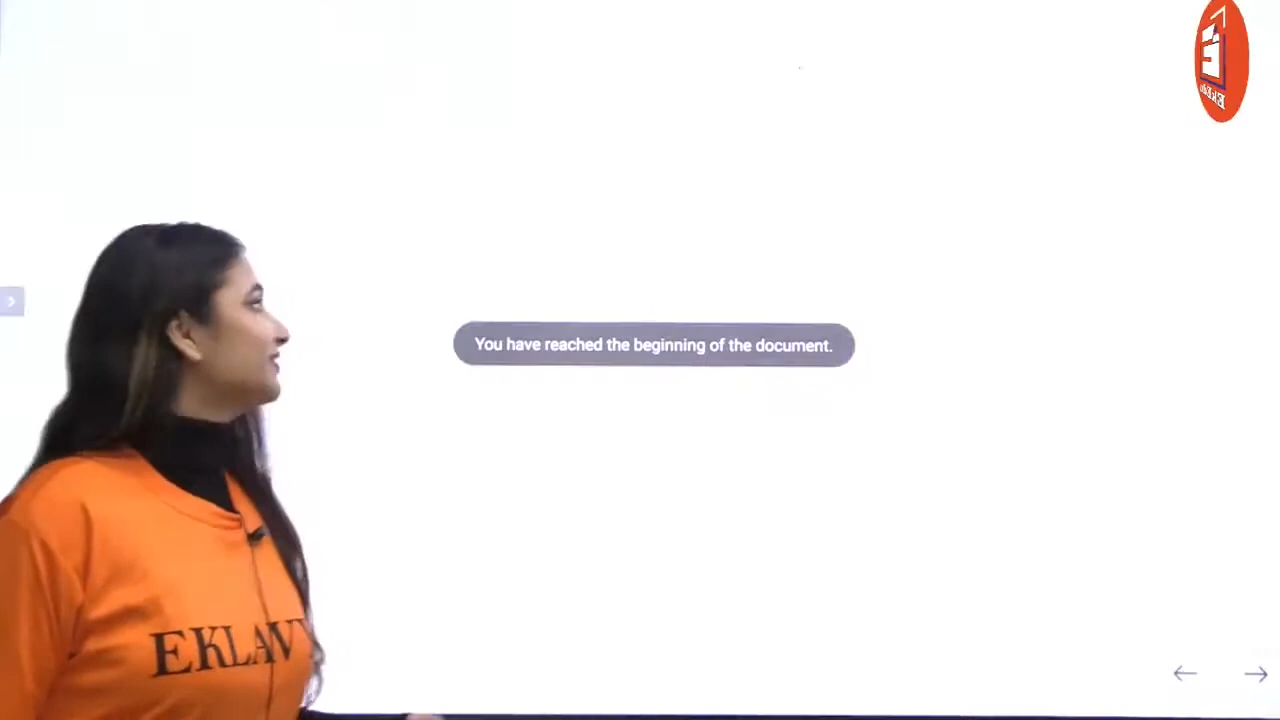 You have reached the beginning of the document.
EKLAV